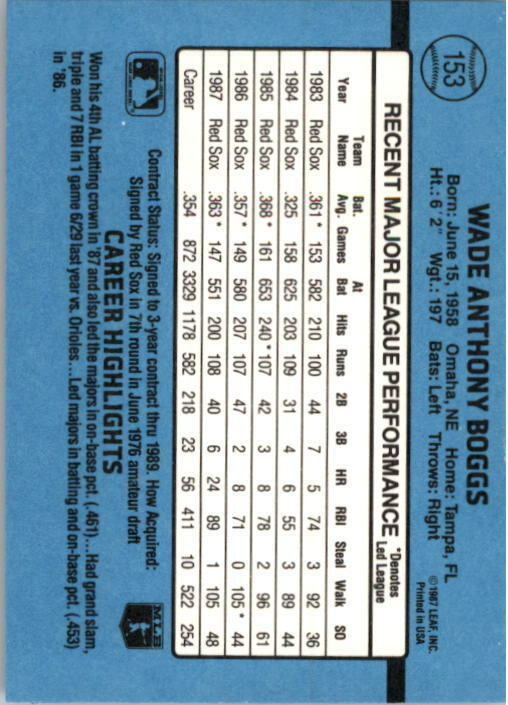 153
WADE ANTHONY BOGGS
©1987 LEAF, INC.
Printed in USA
Born: June 15, 1958 Omaha, NE Home: Tampa, FL
Ht.: 6'2" Wgt.: 197 Bats: Left Throws: Right
RECENT MAJOR LEAGUE PERFORMANCE *Denotes Led League
Year Team Name Bat. Avg. Games At Bat Hits Runs 2B 3B HR RBI Steal Walk SO
1983 Red Sox .361* 153 582 210 100 44 7 5 74 3 92 36
1984 Red Sox .325 158 625 203 109 31 4 6 55 3 89 44
1985 Red Sox .368* 161 653 240* 107 42 3 8 78 2 96 61
1986 Red Sox .357* 149 580 207 107 47 2 8 71 0 105* 44
1987 Red Sox .363* 147 551 200 108 40 6 24 89 1 105 48
Career .354 872 3329 1178 582 218 23 56 411 10 522 254
Contract Status: Signed to 3-year contract thru 1989. How Acquired:
Signed by Red Sox in 7th round in June 1976 amateur draft
CAREER HIGHLIGHTS
MLB
Won his 4th AL batting crown in '87 and also led the majors in on-base pct. (.461)...Had grand slam,
triple and 7 RBI in 1 game 6/29 last year vs. Orioles...Led majors in batting and on-base pct. (.453)
in '86.